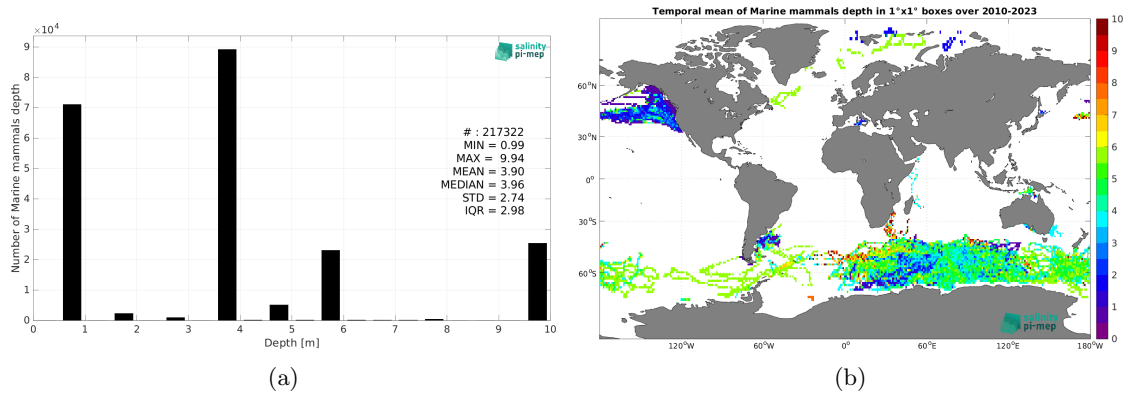 ×10⁴
9
8
7
6
5
4
3
2
1
0
Number of Marine mammals depth
salinity
pi-mep
# : 217322
MIN = 0.99
MAX = 9.94
MEAN = 3.90
MEDIAN = 3.96
STD = 2.74
IQR = 2.98
0 1 2 3 4 5 6 7 8 9 10
Depth [m]
(a)
Temporal mean of Marine mammals depth in 1°x1° boxes over 2010-2023
60°N
30°N
0°
30°S
60°S
120°W 60°W 0° 60°E 120°E 180°W
salinity
pi-mep
10
9
8
7
6
5
4
3
2
1
0
(b)